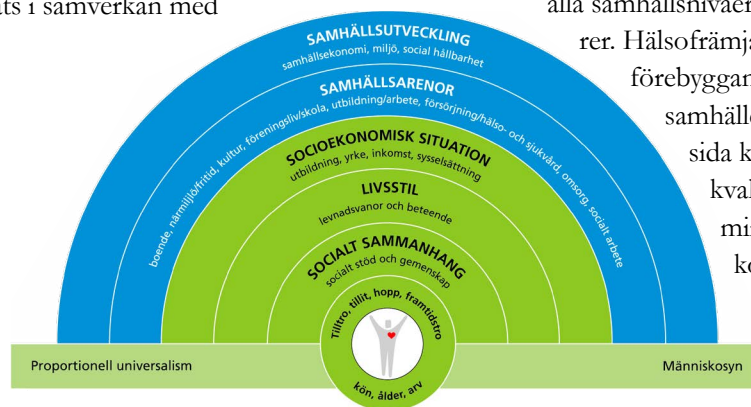 ats i samverkan med
alla samhällsnivåer
rer. Hälsofrämja
förebyggan
samhälle
sida k
kval
ko
SAMHÄLLSUTVECKLING
samhällsekonomi, miljö, social hållbarhet
SAMHÄLLSARENOR
boende, närmiljö/fritid, kultur, föreningsliv/skola, utbildning/arbete, försörjning/hälso- och sjukvård, omsorg, socialt arbete
SOCIOEKONOMISK SITUATION
utbildning, yrke, inkomst, sysselsättning
LIVSSTIL
levnadsvanor och beteende
SOCIALT SAMMANHANG
socialt stöd och gemenskap
Tilltro, tillit, hopp, framtidstro
kön, ålder, arv
Proportionell universalism
Människosyn